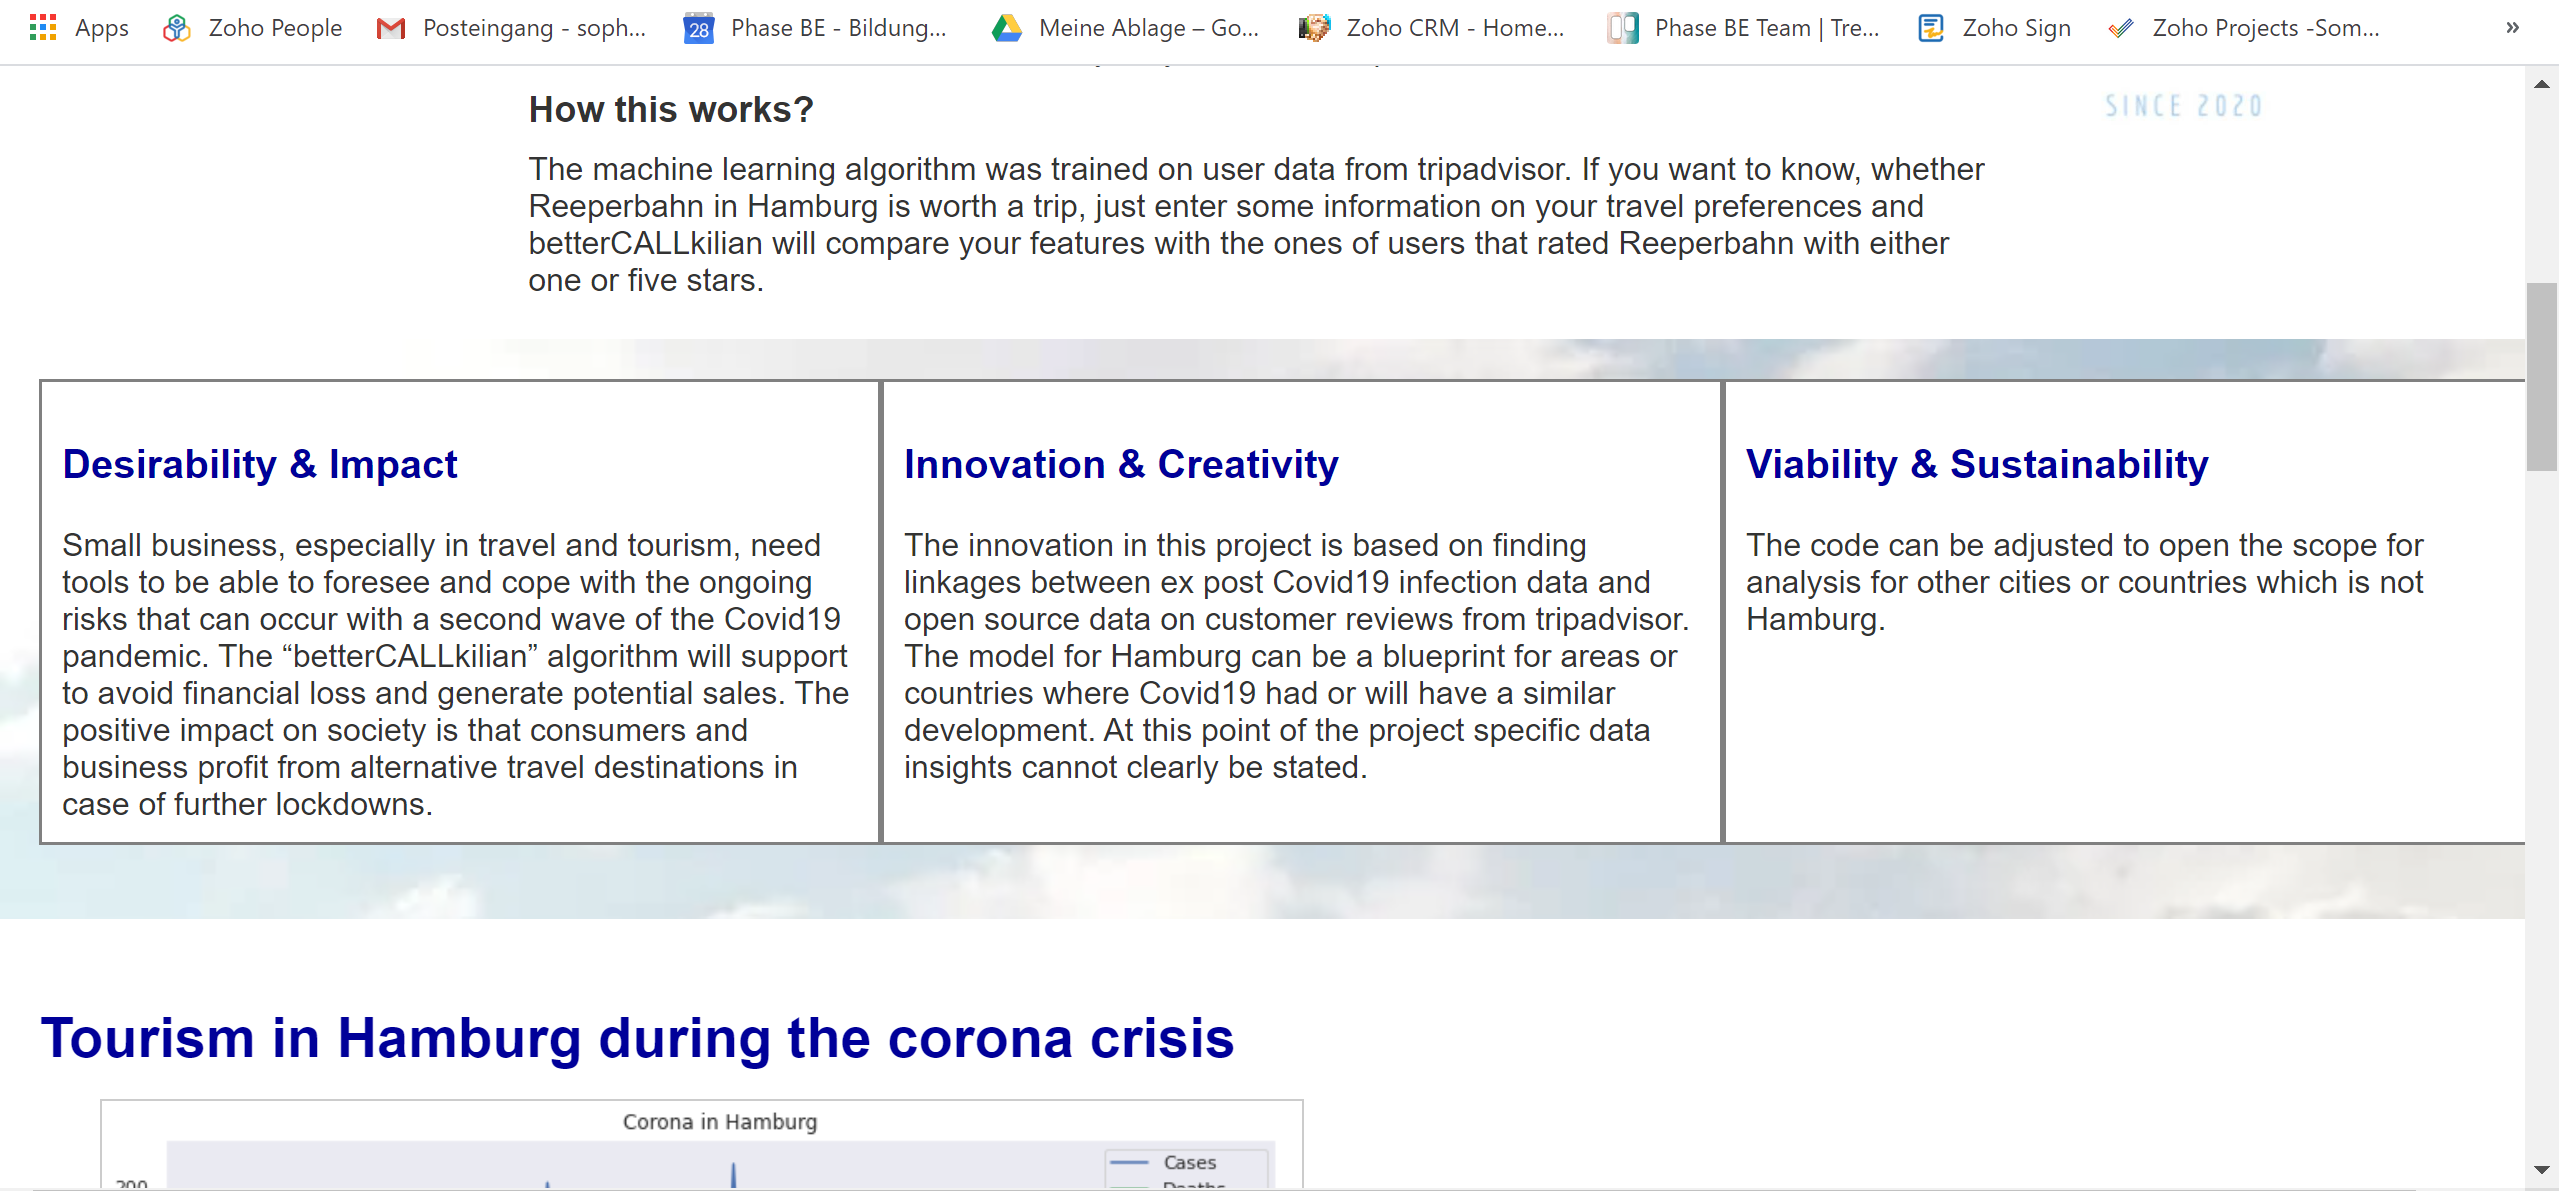 Apps Zoho People Posteingang - soph... 28 Phase BE - Bildung... Meine Ablage – Go... Zoho CRM - Home... Phase BE Team | Tre... Zoho Sign Zoho Projects -Som... »
SINCE 2020
How this works?
The machine learning algorithm was trained on user data from tripadvisor. If you want to know, whether
Reeperbahn in Hamburg is worth a trip, just enter some information on your travel preferences and
betterCALLkilian will compare your features with the ones of users that rated Reeperbahn with either
one or five stars.
Desirability & Impact
Small business, especially in travel and tourism, need
tools to be able to foresee and cope with the ongoing
risks that can occur with a second wave of the Covid19
pandemic. The “betterCALLkilian” algorithm will support
to avoid financial loss and generate potential sales. The
positive impact on society is that consumers and
business profit from alternative travel destinations in
case of further lockdowns.
Innovation & Creativity
The innovation in this project is based on finding
linkages between ex post Covid19 infection data and
open source data on customer reviews from tripadvisor.
The model for Hamburg can be a blueprint for areas or
countries where Covid19 had or will have a similar
development. At this point of the project specific data
insights cannot clearly be stated.
Viability & Sustainability
The code can be adjusted to open the scope for
analysis for other cities or countries which is not
Hamburg.
Tourism in Hamburg during the corona crisis
Corona in Hamburg
Cases
Deaths
200